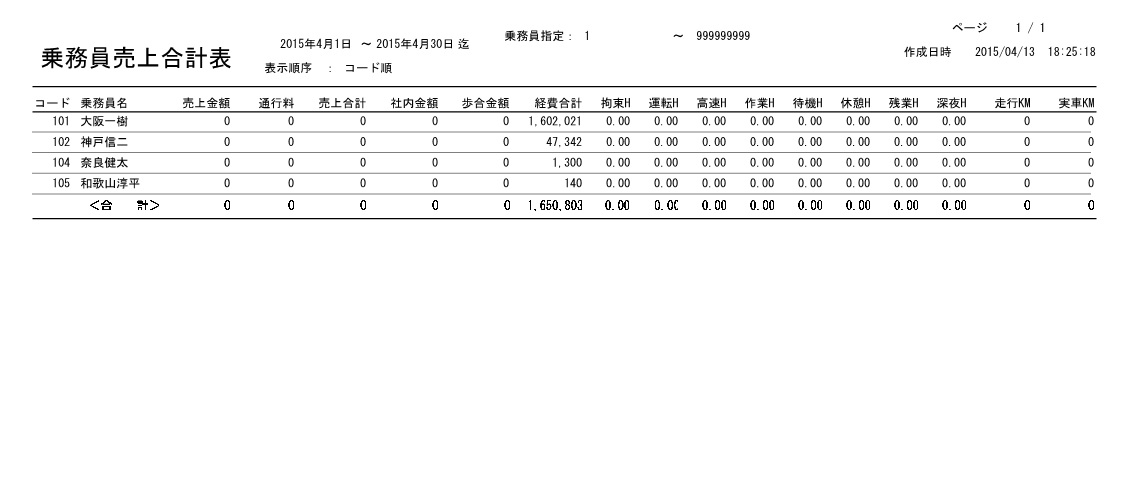 ページ 1 / 1
乗務員売上合計表 2015年4月1日 ～ 2015年4月30日 迄 乗務員指定： 1 ～ 999999999
作成日時 2015/04/13 18:25:18
表示順序 ： コード順
コード 乗務員名 売上金額 通行料 売上合計 社内金額 歩合金額 経費合計 拘束H 運転H 高速H 作業H 待機H 休憩H 残業H 深夜H 走行KM 実車KM
101 大阪一樹 0 0 0 0 0 1,602,021 0.00 0.00 0.00 0.00 0.00 0.00 0.00 0.00 0 0
102 神戸信二 0 0 0 0 0 47,342 0.00 0.00 0.00 0.00 0.00 0.00 0.00 0.00 0 0
104 奈良健太 0 0 0 0 0 1,300 0.00 0.00 0.00 0.00 0.00 0.00 0.00 0.00 0 0
105 和歌山淳平 0 0 0 0 0 140 0.00 0.00 0.00 0.00 0.00 0.00 0.00 0.00 0 0
＜合 計＞ 0 0 0 0 0 1,650,803 0.00 0.00 0.00 0.00 0.00 0.00 0.00 0.00 0 0